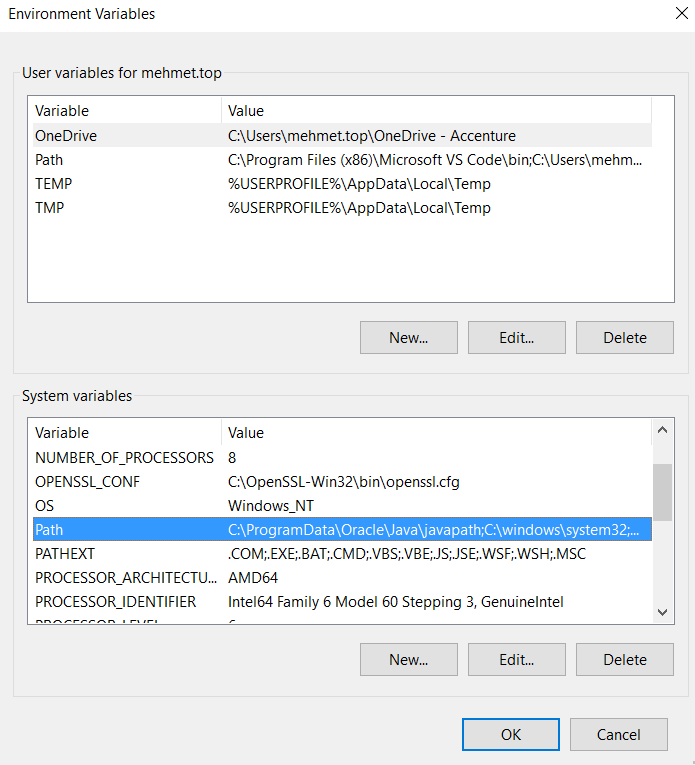 Environment Variables
User variables for mehmet.top
Variable Value
OneDrive C:\Users\mehmet.top\OneDrive - Accenture
Path C:\Program Files (x86)\Microsoft VS Code\bin;C:\Users\mehm...
TEMP %USERPROFILE%\AppData\Local\Temp
TMP %USERPROFILE%\AppData\Local\Temp
New... Edit... Delete
System variables
Variable Value
NUMBER_OF_PROCESSORS 8
OPENSSL_CONF C:\OpenSSL-Win32\bin\openssl.cfg
OS Windows_NT
Path C:\ProgramData\Oracle\Java\javapath;C:\windows\system32;...
PATHEXT .COM;.EXE;.BAT;.CMD;.VBS;.VBE;.JS;.JSE;.WSF;.WSH;.MSC
PROCESSOR_ARCHITECTU... AMD64
PROCESSOR_IDENTIFIER Intel64 Family 6 Model 60 Stepping 3, GenuineIntel
PROCESSOR_LEVEL 6
New... Edit... Delete
OK Cancel